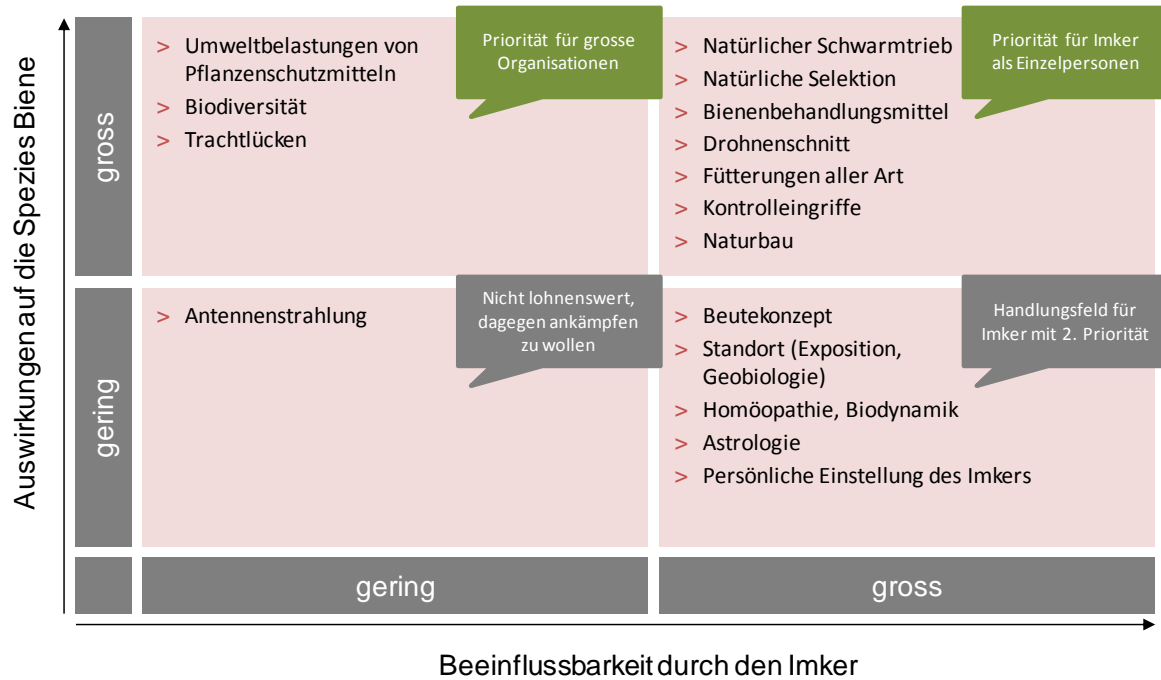 Auswirkungen auf die Spezies Biene
gross
> Umweltbelastungen von
Pflanzenschutzmitteln
> Biodiversität
> Trachtlücken
Priorität für grosse
Organisationen
> Natürlicher Schwarmtrieb
> Natürliche Selektion
> Bienenbehandlungsmittel
> Drohnenschnitt
> Fütterungen aller Art
> Kontrolleingriffe
> Naturbau
Priorität für Imker
als Einzelpersonen
gering
> Antennenstrahlung
Nicht lohnenswert,
dagegen ankämpfen
zu wollen
> Beutekonzept
> Standort (Exposition,
Geobiologie)
> Homöopathie, Biodynamik
> Astrologie
> Persönliche Einstellung des Imkers
Handlungsfeld für
Imker mit 2. Priorität
gering
gross
Beeinflussbarkeit durch den Imker